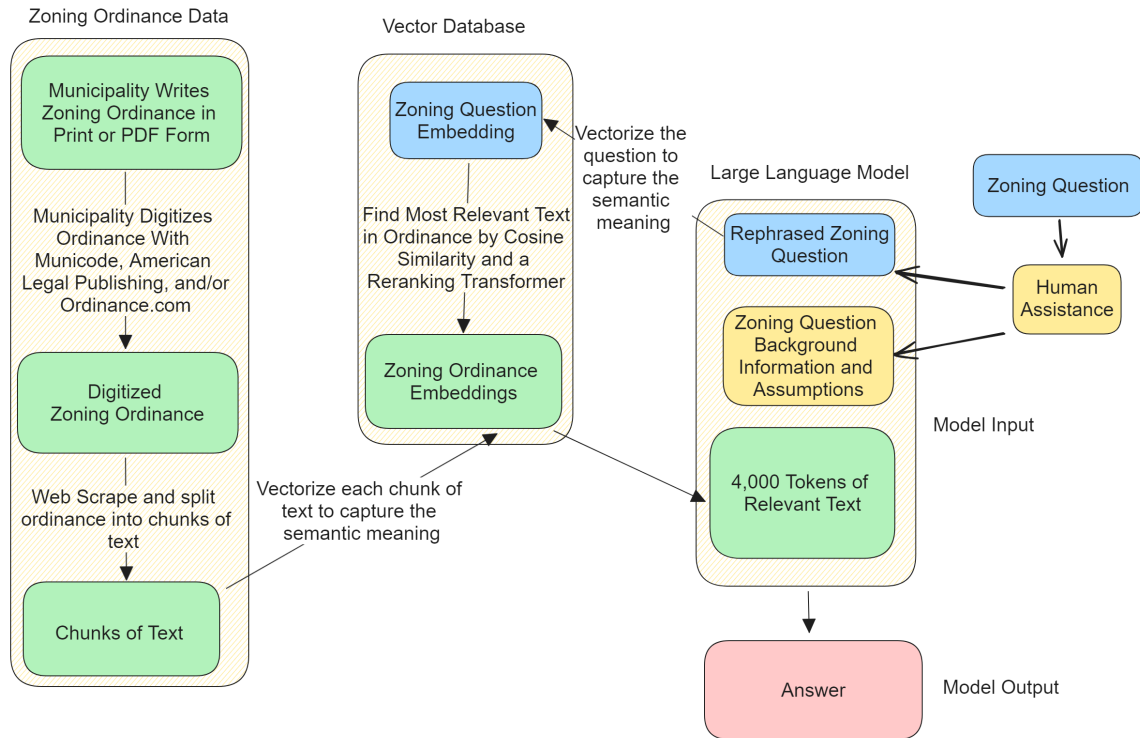 Zoning Ordinance Data
Municipality Writes
Zoning Ordinance in
Print or PDF Form
Municipality Digitizes
Ordinance With
Municode, American
Legal Publishing, and/or
Ordinance.com
Digitized
Zoning Ordinance
Web Scrape and split
ordinance into chunks of
text
Chunks of Text
Vectorize each chunk of
text to capture the
semantic meaning
Vector Database
Zoning Question
Embedding
Find Most Relevant Text
in Ordinance by Cosine
Similarity and a
Reranking Transformer
Zoning Ordinance
Embeddings
Vectorize the
question to
capture the
semantic
meaning
Large Language Model
Rephrased Zoning
Question
Zoning Question
Background
Information and
Assumptions
4,000 Tokens of
Relevant Text
Zoning Question
Human
Assistance
Model Input
Answer
Model Output